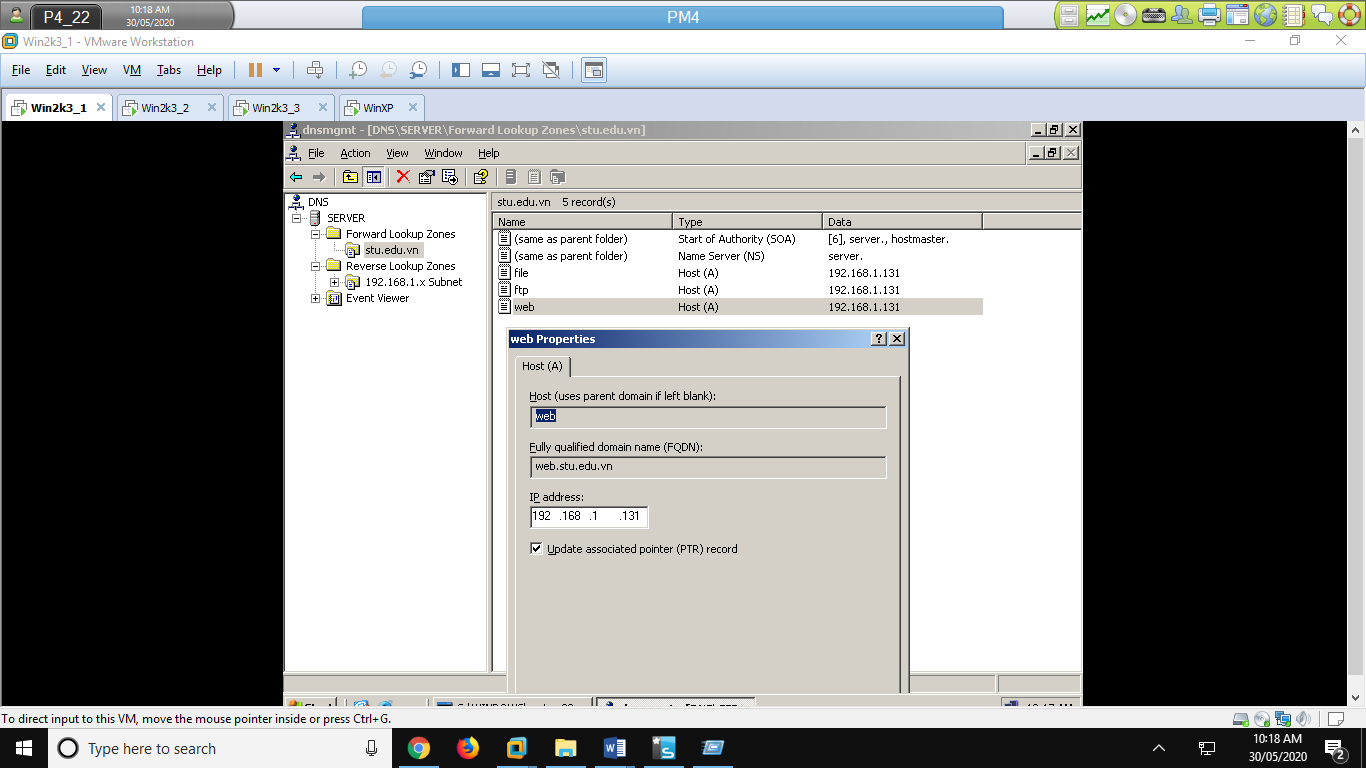 P4_22
10:18 AM
30/05/2020
PM4
Win2k3_1 - VMware Workstation
File Edit View VM Tabs Help
Win2k3_1 Win2k3_2 Win2k3_3 WinXP
dnsmgmt - [DNS\SERVER\Forward Lookup Zones\stu.edu.vn]
File Action View Window Help
DNS
SERVER
Forward Lookup Zones
stu.edu.vn
Reverse Lookup Zones
192.168.1.x Subnet
Event Viewer
stu.edu.vn 5 record(s)
Name Type Data
(same as parent folder) Start of Authority (SOA) [6], server., hostmaster.
(same as parent folder) Name Server (NS) server.
file Host (A) 192.168.1.131
ftp Host (A) 192.168.1.131
web Host (A) 192.168.1.131
web Properties
Host (A)
Host (uses parent domain if left blank):
web
Fully qualified domain name (FQDN):
web.stu.edu.vn
IP address:
192 .168 .1 .131
Update associated pointer (PTR) record
To direct input to this VM, move the mouse pointer inside or press Ctrl+G.
Type here to search
10:18 AM
30/05/2020
2